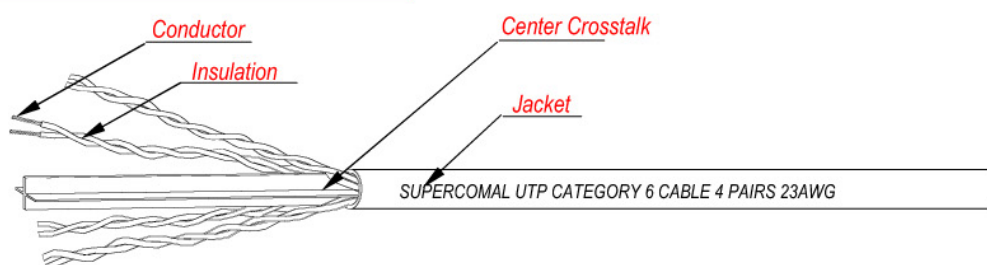 Conductor
Center Crosstalk
Insulation
Jacket
SUPERCOMAL UTP CATEGORY 6 CABLE 4 PAIRS 23AWG